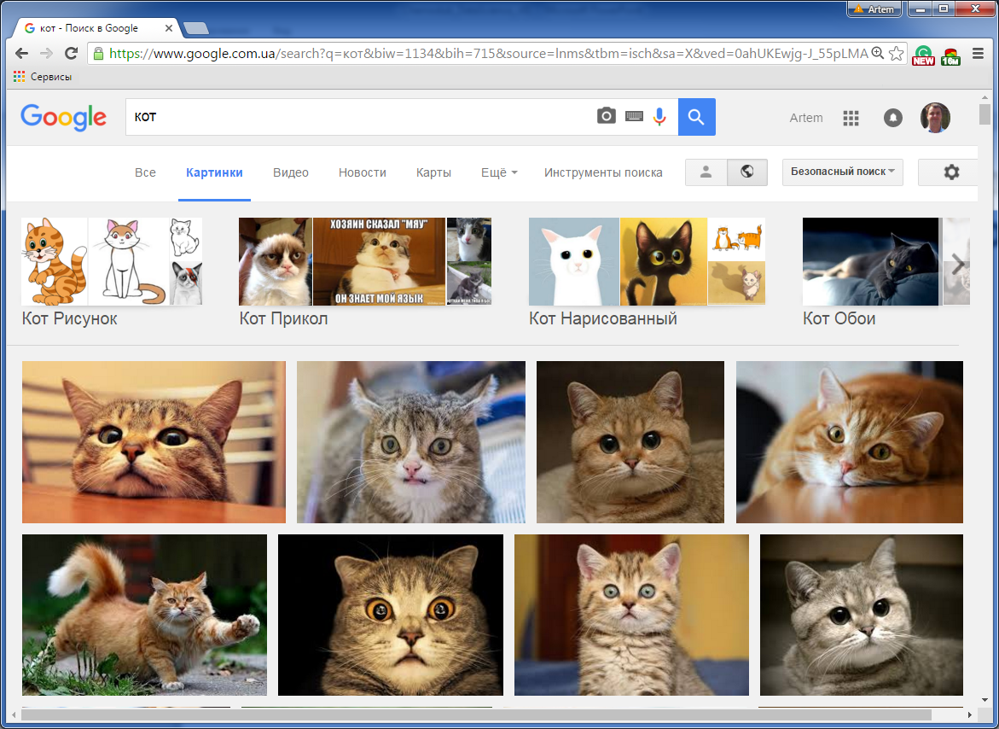 Artem
кот - Поиск в Google
https://www.google.com.ua/search?q=кот&biw=1134&bih=715&source=lnms&tbm=isch&sa=X&ved=0ahUKEwjg-J_55pLMA
NEW
16м
Сервисы
Google
кот
Artem
Все
Картинки
Видео
Новости
Карты
Ещё
Инструменты поиска
Безопасный поиск
ХОЗЯИН СКАЗАЛ "МЯУ"
ОН ЗНАЕТ МОЙ ЯЗЫК
Кот Рисунок
Кот Прикол
Кот Нарисованный
Кот Обои